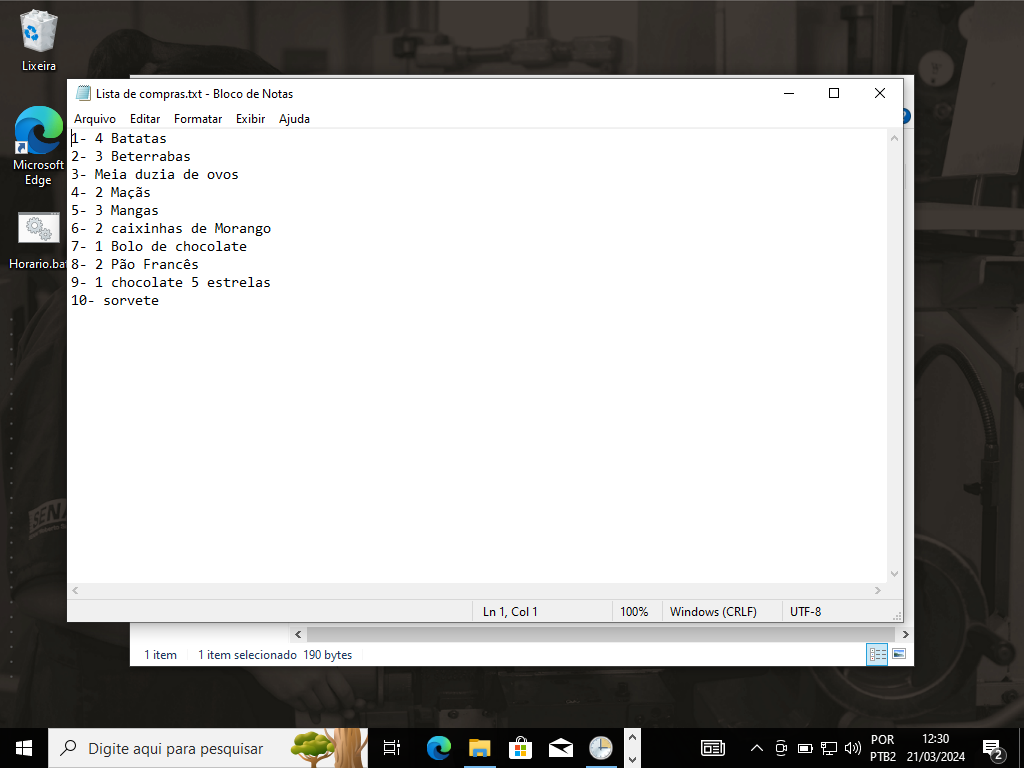 Lixeira
Microsoft
Edge
Horario.ba
Lista de compras.txt - Bloco de Notas
Arquivo Editar Formatar Exibir Ajuda
1- 4 Batatas
2- 3 Beterrabas
3- Meia duzia de ovos
4- 2 Maçãs
5- 3 Mangas
6- 2 caixinhas de Morango
7- 1 Bolo de chocolate
8- 2 Pão Francês
9- 1 chocolate 5 estrelas
10- sorvete
Ln 1, Col 1 100% Windows (CRLF) UTF-8
1 item 1 item selecionado 190 bytes
SENA
Digite aqui para pesquisar
POR
PTB2
12:30
21/03/2024
2